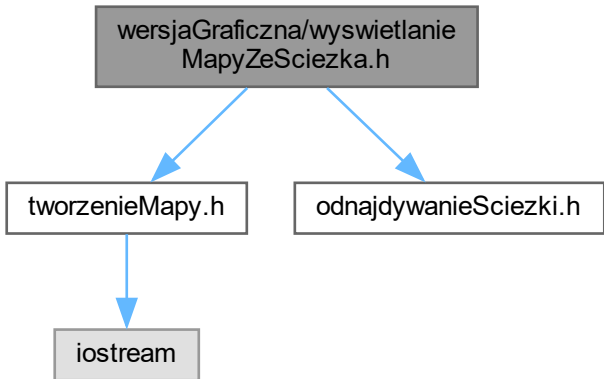 wersjaGraficzna/wyswietlanie
MapyZeSciezka.h
tworzenieMapy.h
odnajdywanieSciezki.h
iostream